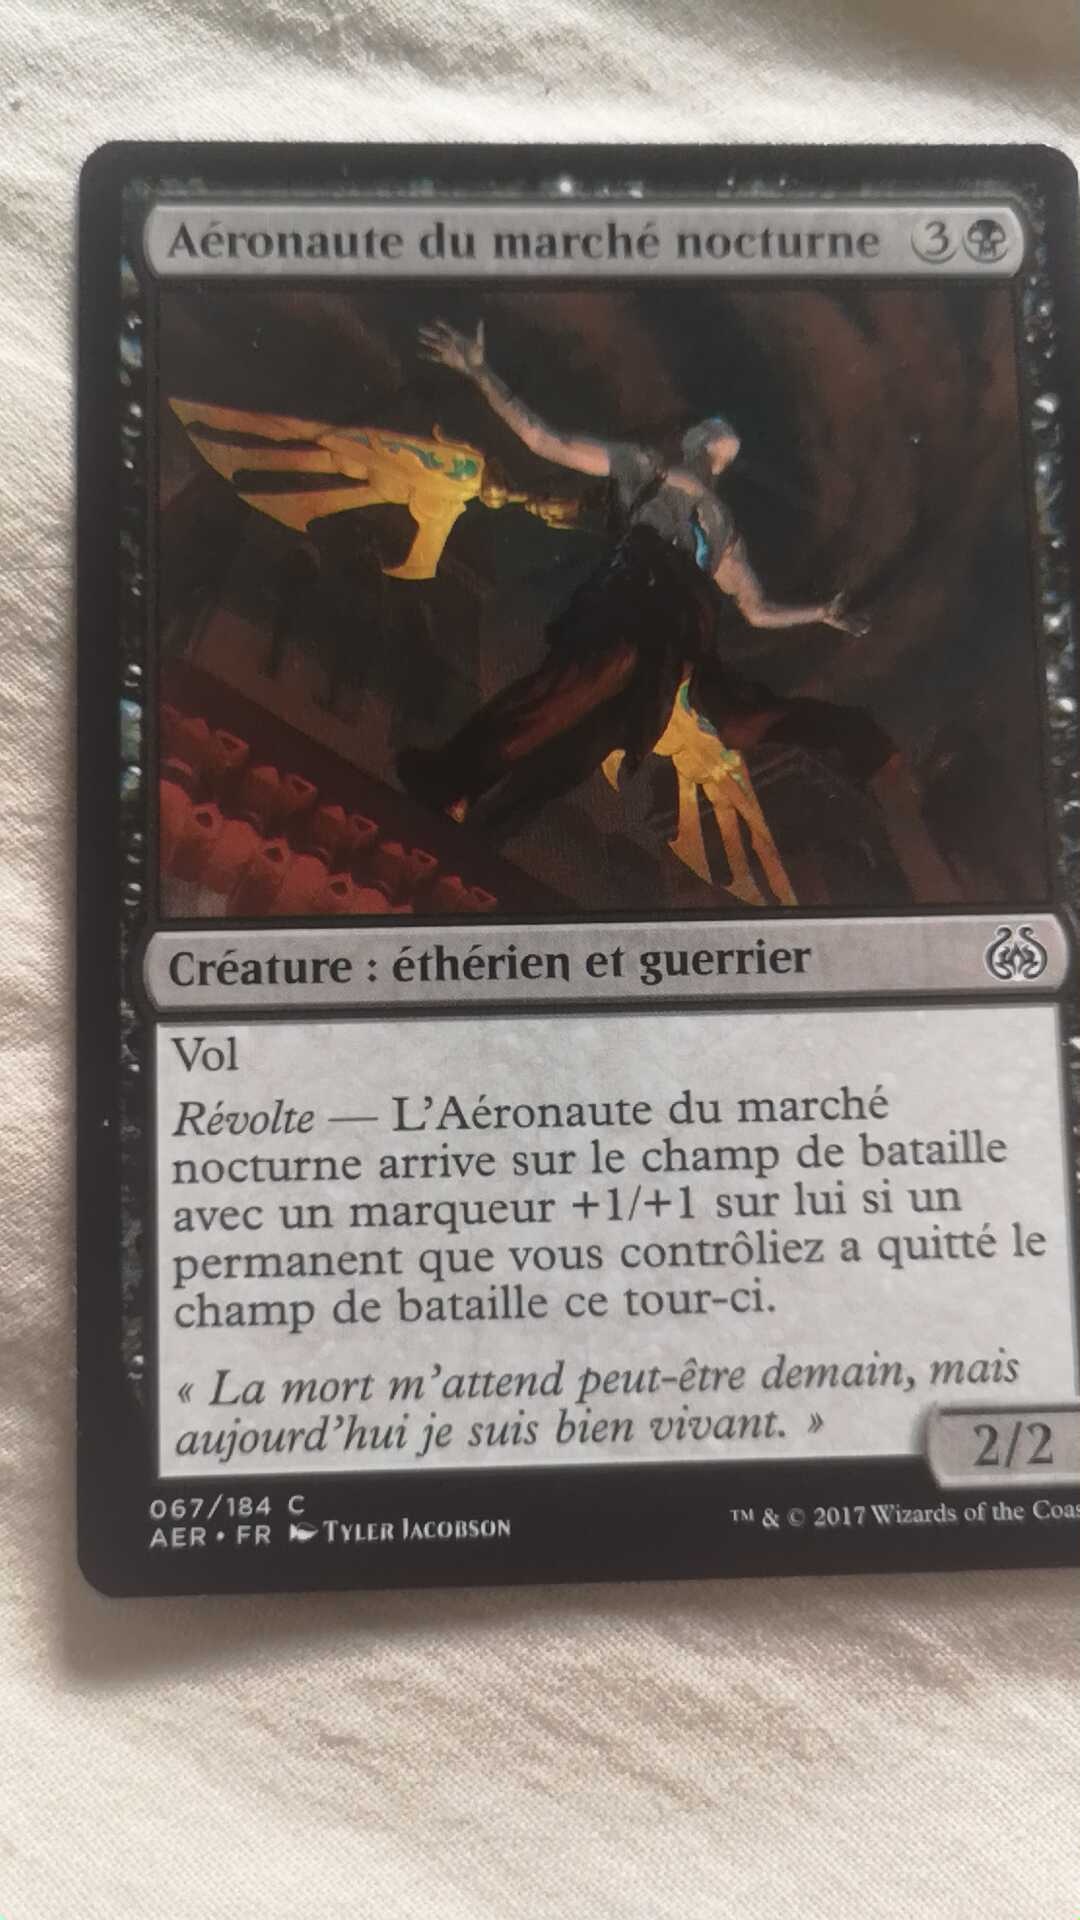 Aéronaute du marché nocturne 3
Créature : éthérien et guerrier
Vol
Révolte — L'Aéronaute du marché
nocturne arrive sur le champ de bataille
avec un marqueur +1/+1 sur lui si un
permanent que vous contrôliez a quitté le
champ de bataille ce tour-ci.
« La mort m'attend peut-être demain, mais
aujourd'hui je suis bien vivant. »
2/2
067/184 C
AER • FR TYLER JACOBSON
™ & © 2017 Wizards of the Coas